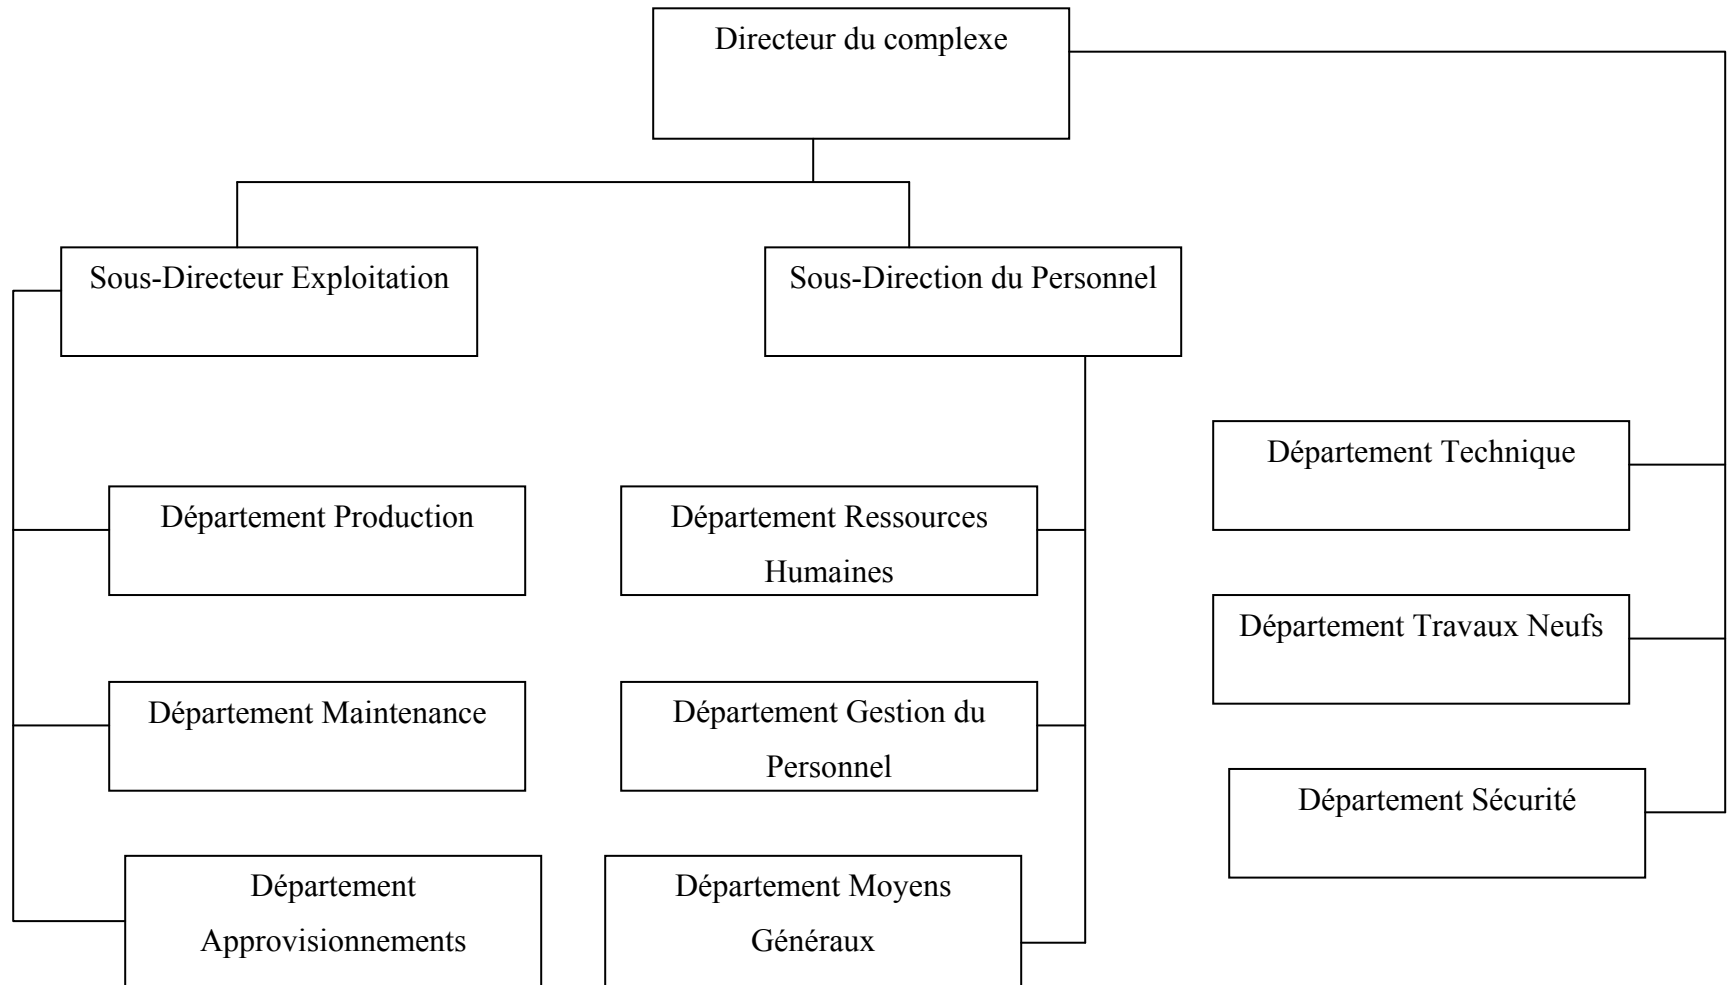 Directeur du complexe
Sous-Directeur Exploitation
Sous-Direction du Personnel
Département Technique
Département Production
Département Ressources
Humaines
Département Travaux Neufs
Département Maintenance
Département Gestion du
Personnel
Département Sécurité
Département
Approvisionnements
Département Moyens
Généraux